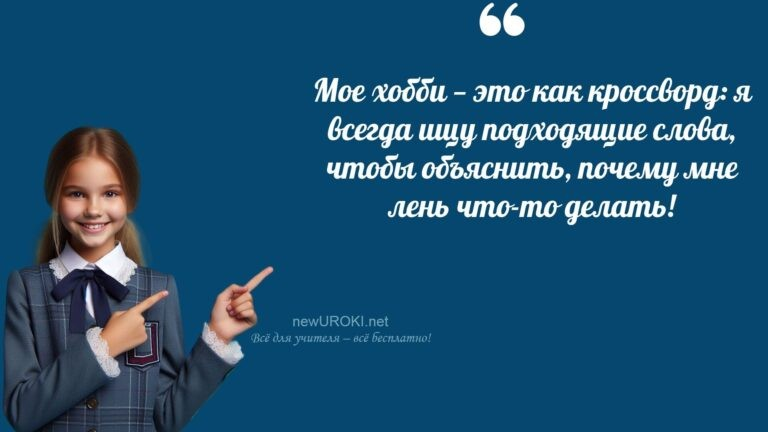 ❝
Мое хобби – это как кроссворд: я
всегда ищу подходящие слова,
чтобы объяснить, почему мне
лень что-то делать!
newUROKI.net
Всё для учителя – всё бесплатно!